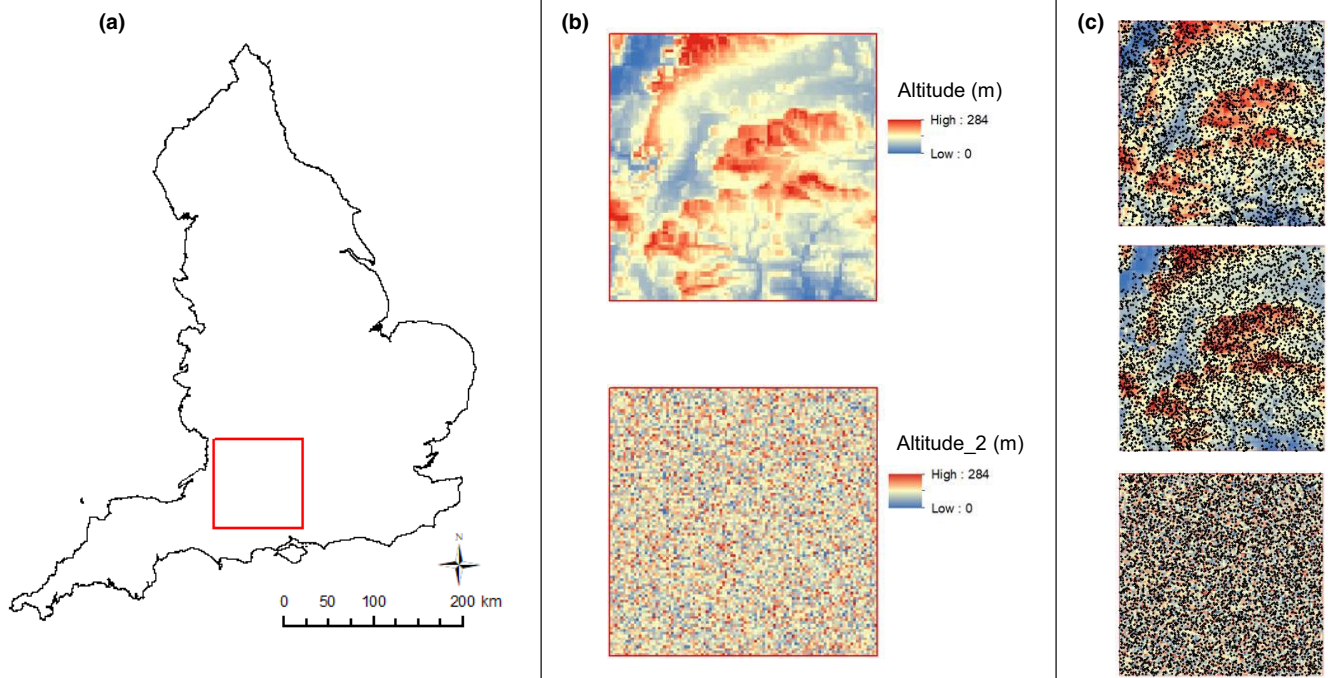 (a)
N
0 50 100 200 km
(b)
Altitude (m)
High : 284
Low : 0
Altitude_2 (m)
High : 284
Low : 0
(c)